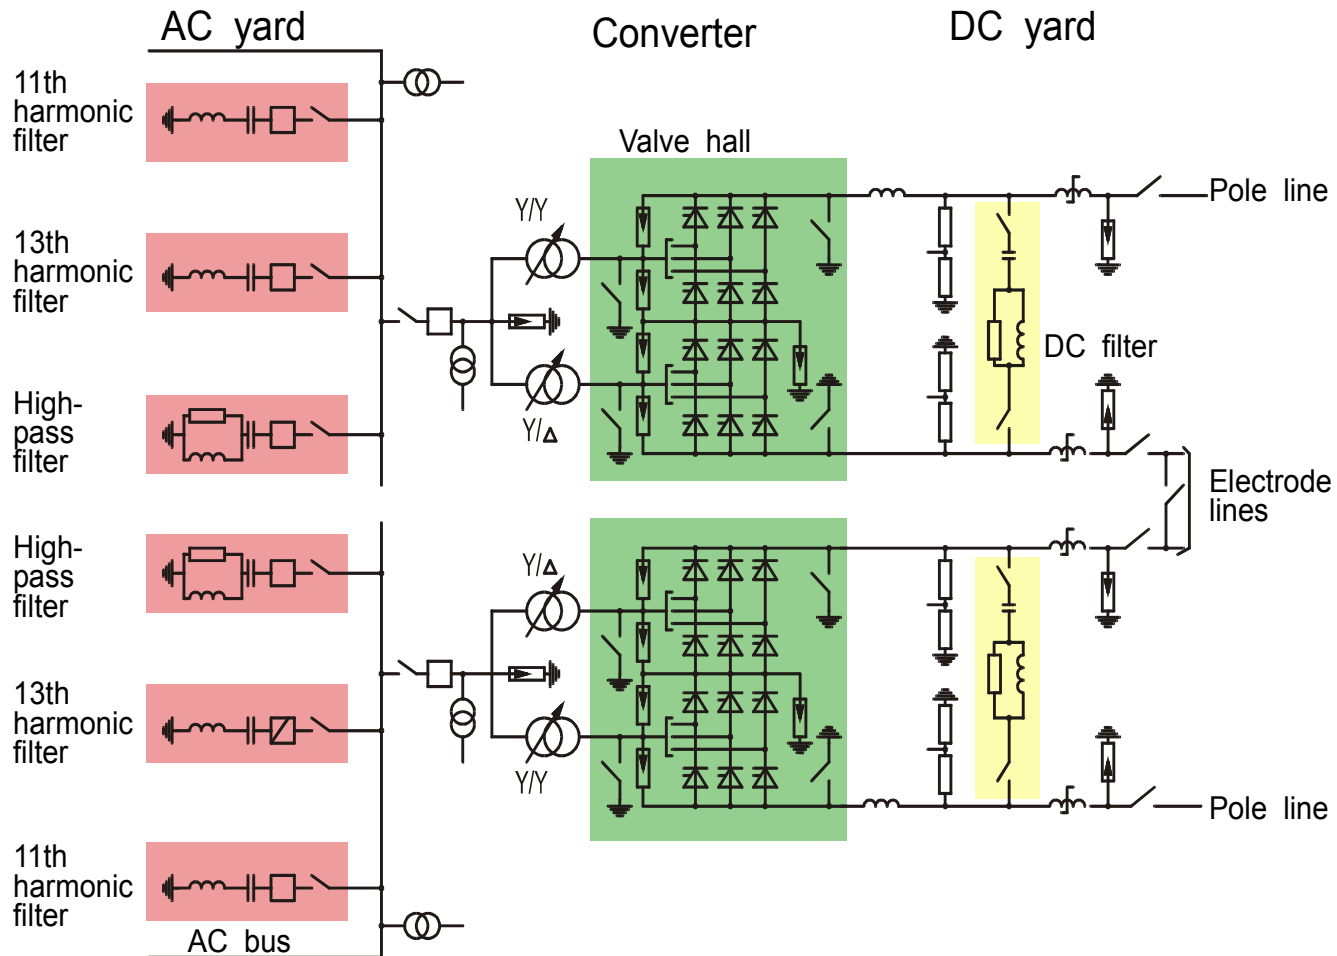 AC yard
Converter
DC yard
11th
harmonic
filter
Valve hall
Y/Y
Pole line
13th
harmonic
filter
DC filter
High-
pass
filter
Y/Δ
Electrode
lines
High-
pass
filter
Y/Δ
13th
harmonic
filter
Y/Y
Pole line
11th
harmonic
filter
AC bus